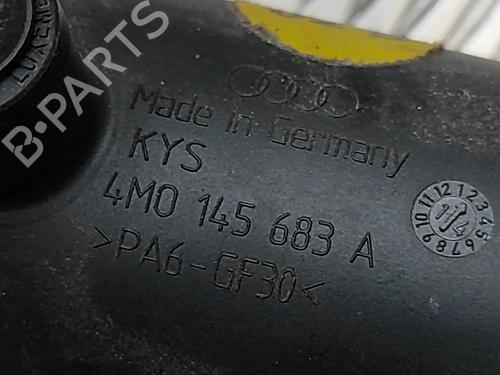 Made in Germany
KYS
4M0 145 683 A
>PA6-GF30<
B-PARTS